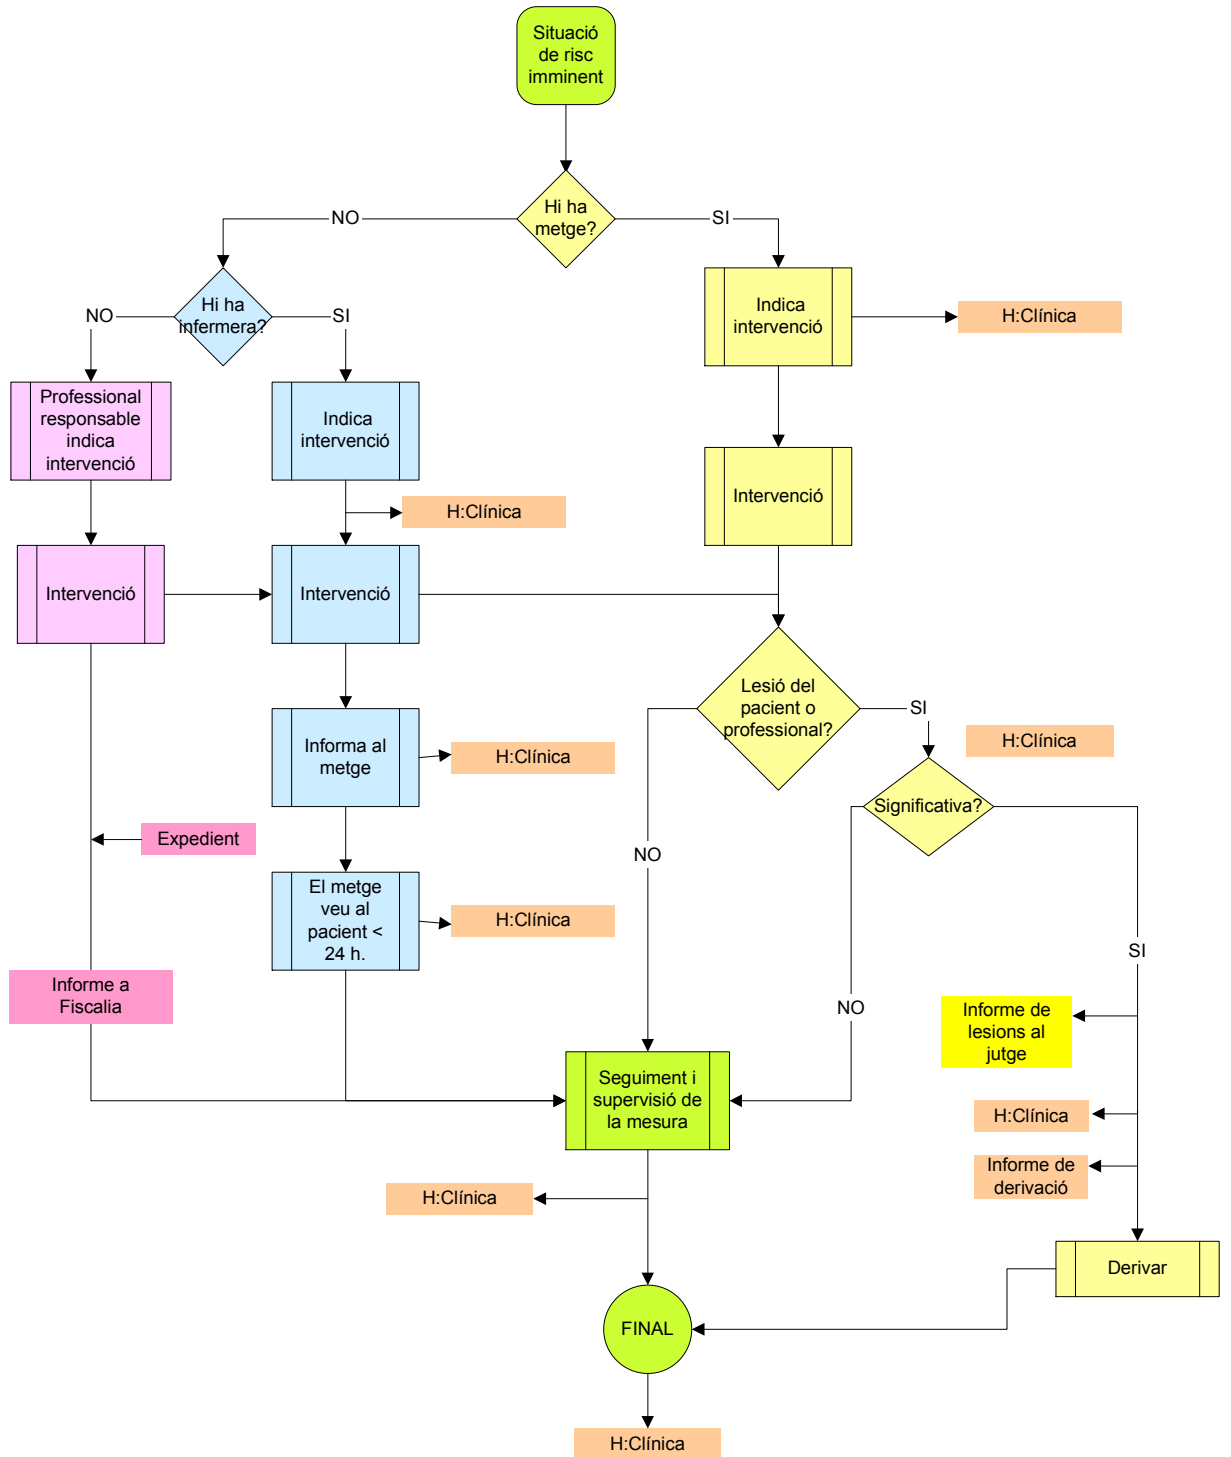 Situació
de risc
imminent
Hi ha
metge?
NO
SI
Hi ha
infermera?
NO
SI
Indica
intervenció
H:Clínica
Professional
responsable
indica
intervenció
Indica
intervenció
Intervenció
H:Clínica
Intervenció
Intervenció
Lesió del
pacient o
professional?
SI
H:Clínica
Informa al
metge
H:Clínica
Significativa?
Expedient
NO
El metge
veu al
pacient <
24 h.
H:Clínica
SI
Informe a
Fiscalia
NO
Informe de
lesions al
jutge
Seguiment i
supervisió de
la mesura
H:Clínica
Informe de
derivació
H:Clínica
Derivar
FINAL
H:Clínica